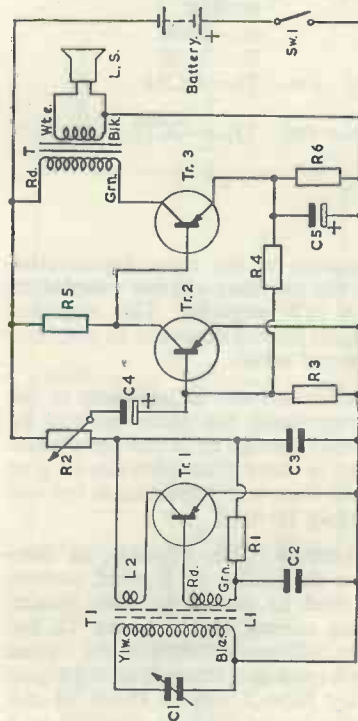 T1
C1
Ylw.
Ble.
L1
L2
Rd.
Grn.
Tr.1
R1
C2
C3
R2
C4
+
R5
Tr.2
R3
R4
Tr.3
C5
+
R6
T
Rd.
Grn.
Wte.
Blk.
L.S.
Battery.
+
Sw.1